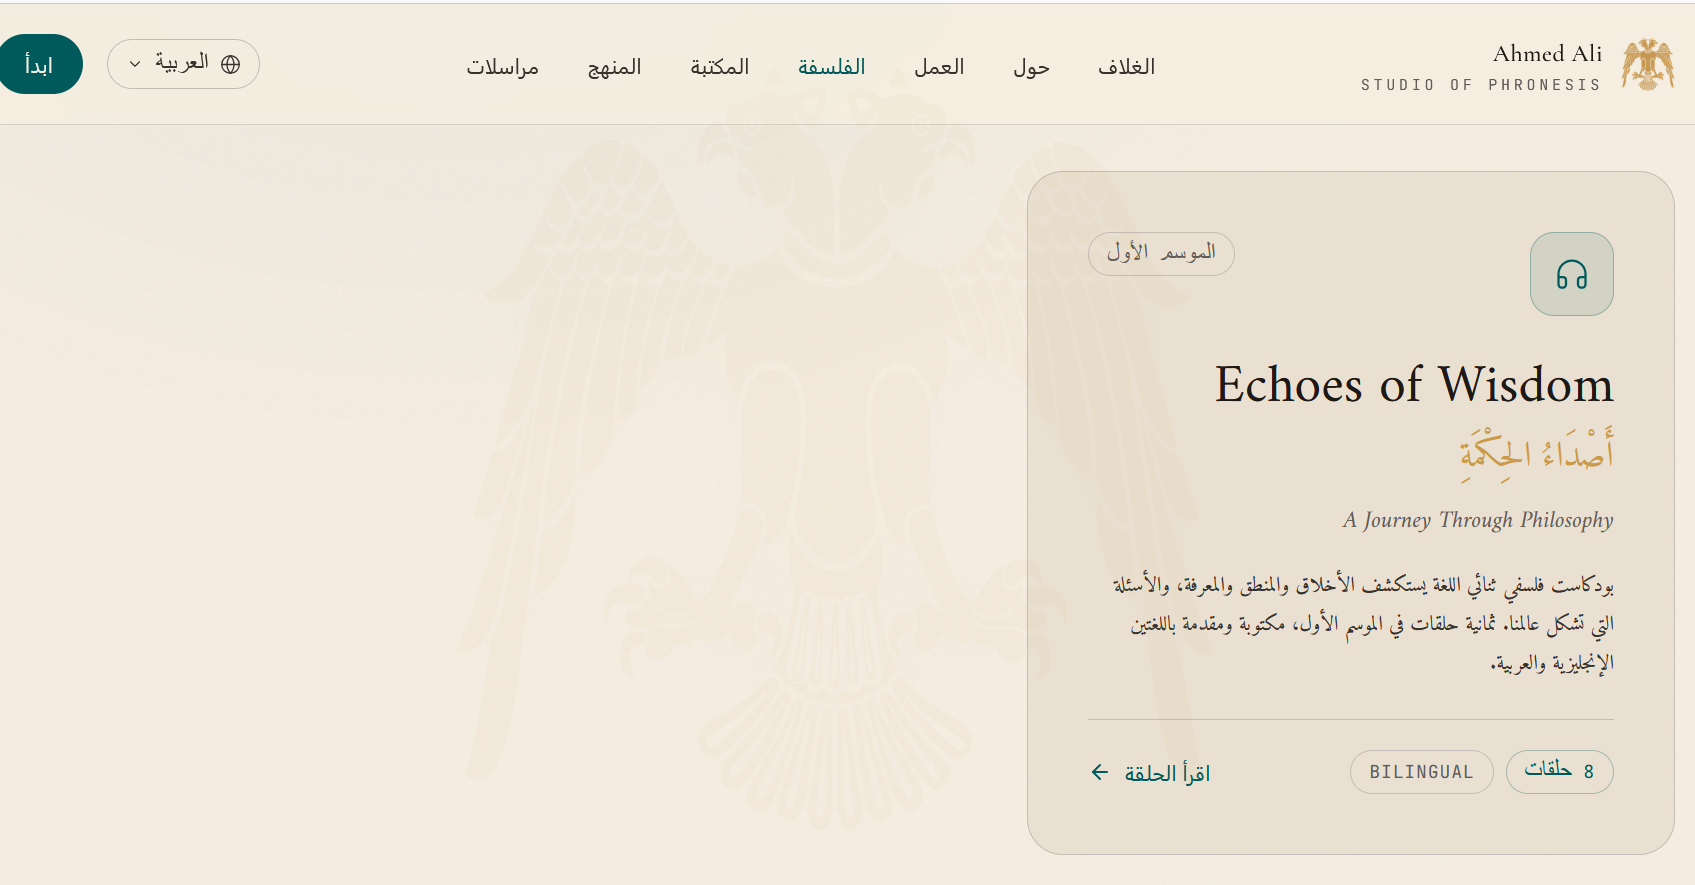 Ahmed Ali
STUDIO OF PHRONESIS
الغلاف
حول
العمل
الفلسفة
المكتبة
المنهج
مراسلات
العربية
ابدأ
الموسم الأول
Echoes of Wisdom
أَصْدَاءُ الحِكْمَةِ
A Journey Through Philosophy
بودكاست فلسفي ثنائي اللغة يستكشف الأخلاق والمنطق والمعرفة، والأسئلة
التي تشكل عالمنا. ثمانية حلقات في الموسم الأول، مكتوبة ومقدمة باللغتين
الإنجليزية والعربية.
8 حلقات
BILINGUAL
اقرأ الحلقة